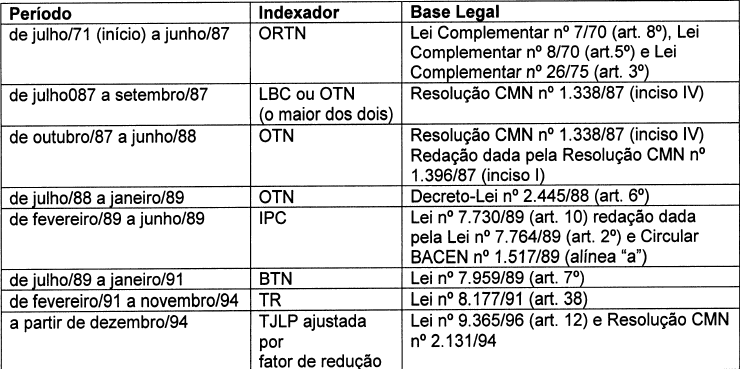 Período Indexador Base Legal
de julho/71 (início) a junho/87 ORTN Lei Complementar nº 7/70 (art. 8º), Lei
Complementar nº 8/70 (art.5º) e Lei
Complementar nº 26/75 (art. 3º)
de julho087 a setembro/87 LBC ou OTN Resolução CMN nº 1.338/87 (inciso IV)
(o maior dos dois)
de outubro/87 a junho/88 OTN Resolução CMN nº 1.338/87 (inciso IV)
Redação dada pela Resolução CMN nº
1.396/87 (inciso I)
de julho/88 a janeiro/89 OTN Decreto-Lei nº 2.445/88 (art. 6º)
de fevereiro/89 a junho/89 IPC Lei nº 7.730/89 (art. 10) redação dada
pela Lei nº 7.764/89 (art. 2º) e Circular
BACEN nº 1.517/89 (alínea "a")
de julho/89 a janeiro/91 BTN Lei nº 7.959/89 (art. 7º)
de fevereiro/91 a novembro/94 TR Lei nº 8.177/91 (art. 38)
a partir de dezembro/94 TJLP ajustada Lei nº 9.365/96 (art. 12) e Resolução CMN
por nº 2.131/94
fator de redução